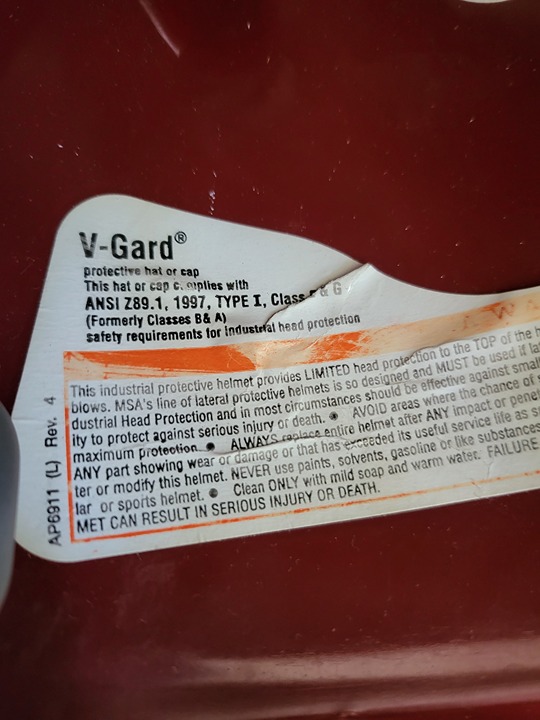 V-Gard®
protective hat or cap
This hat or cap complies with
ANSI Z89.1, 1997, TYPE I, Class E & G
(Formerly Classes B & A)
safety requirements for industrial head protection
WA
This industrial protective helmet provides LIMITED head protection to the TOP of the h
blows. MSA's line of lateral protective helmets is so designed and MUST be used if lat
dustrial Head Protection and in most circumstances should be effective against small
ity to protect against serious injury or death. • AVOID areas where the chance of s
maximum protection. • ALWAYS replace entire helmet after ANY impact or pene
ANY part showing wear or damage or that has exceeded its useful service life as s
ter or modify this helmet. NEVER use paints, solvents, gasoline or like substances
lar or sports helmet. • Clean ONLY with mild soap and warm water. FAILURE
MET CAN RESULT IN SERIOUS INJURY OR DEATH.
AP6911 (L) Rev. 4